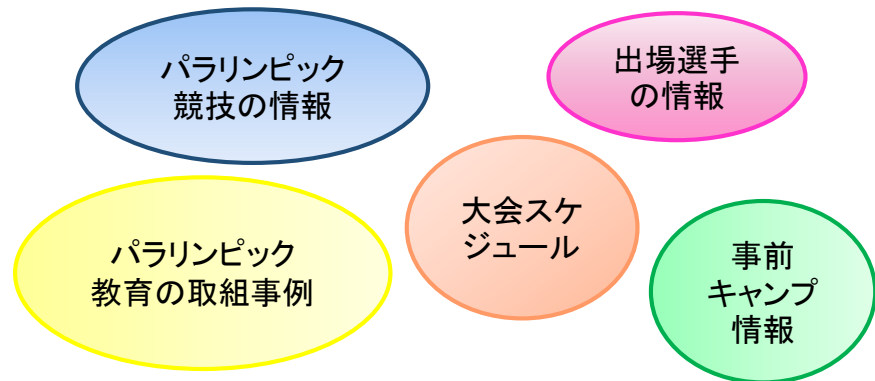 パラリンピック
競技の情報
出場選手
の情報
大会スケ
ジュール
パラリンピック
教育の取組事例
事前
キャンプ
情報